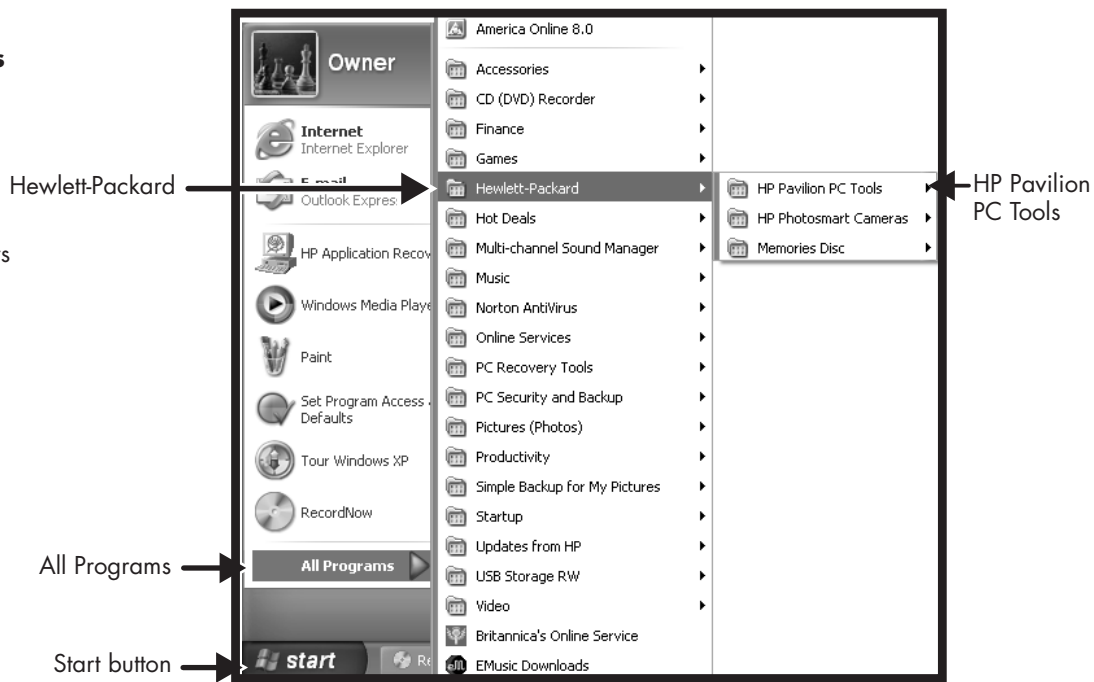 s
Hewlett-Packard
ts
All Programs
Start button
Owner
Internet
Internet Explorer
E-mail
Outlook Expres
HP Application Recov
Windows Media Playe
Paint
Set Program Access
Defaults
Tour Windows XP
RecordNow
All Programs
start
Re
America Online 8.0
Accessories
CD (DVD) Recorder
Finance
Games
Hewlett-Packard
Hot Deals
Multi-channel Sound Manager
Music
Norton AntiVirus
Online Services
PC Recovery Tools
PC Security and Backup
Pictures (Photos)
Productivity
Simple Backup for My Pictures
Startup
Updates from HP
USB Storage RW
Video
Britannica's Online Service
EMusic Downloads
HP Pavilion PC Tools
HP Photosmart Cameras
Memories Disc
HP Pavilion
PC Tools